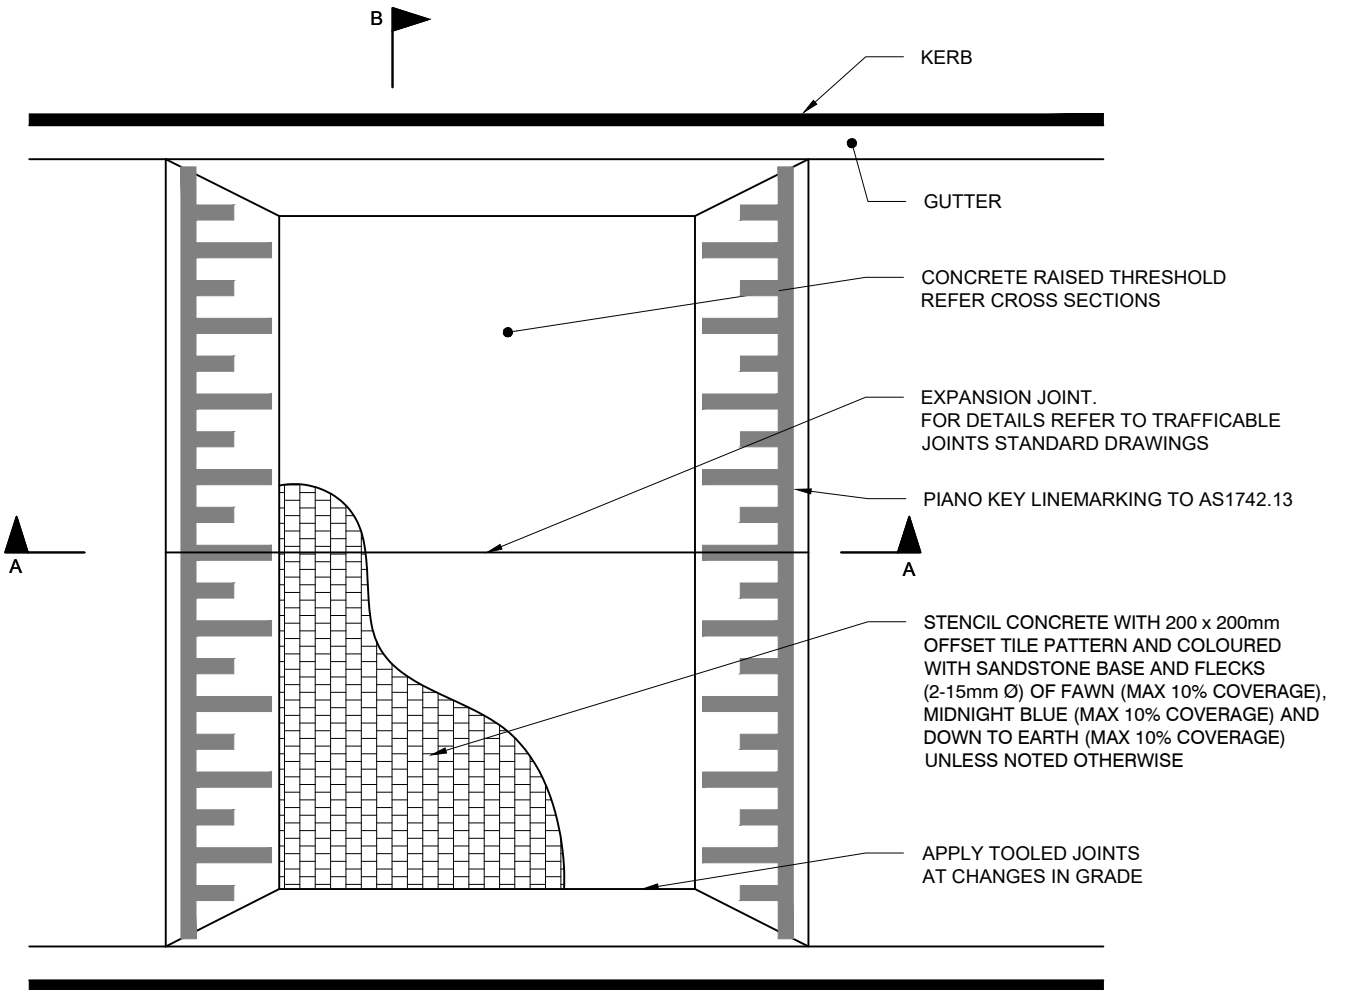 B
KERB
GUTTER
CONCRETE RAISED THRESHOLD
REFER CROSS SECTIONS
EXPANSION JOINT.
FOR DETAILS REFER TO TRAFFICABLE
JOINTS STANDARD DRAWINGS
PIANO KEY LINEMARKING TO AS1742.13
A
A
STENCIL CONCRETE WITH 200 x 200mm
OFFSET TILE PATTERN AND COLOURED
WITH SANDSTONE BASE AND FLECKS
(2-15mm Ø) OF FAWN (MAX 10% COVERAGE),
MIDNIGHT BLUE (MAX 10% COVERAGE) AND
DOWN TO EARTH (MAX 10% COVERAGE)
UNLESS NOTED OTHERWISE
APPLY TOOLED JOINTS
AT CHANGES IN GRADE